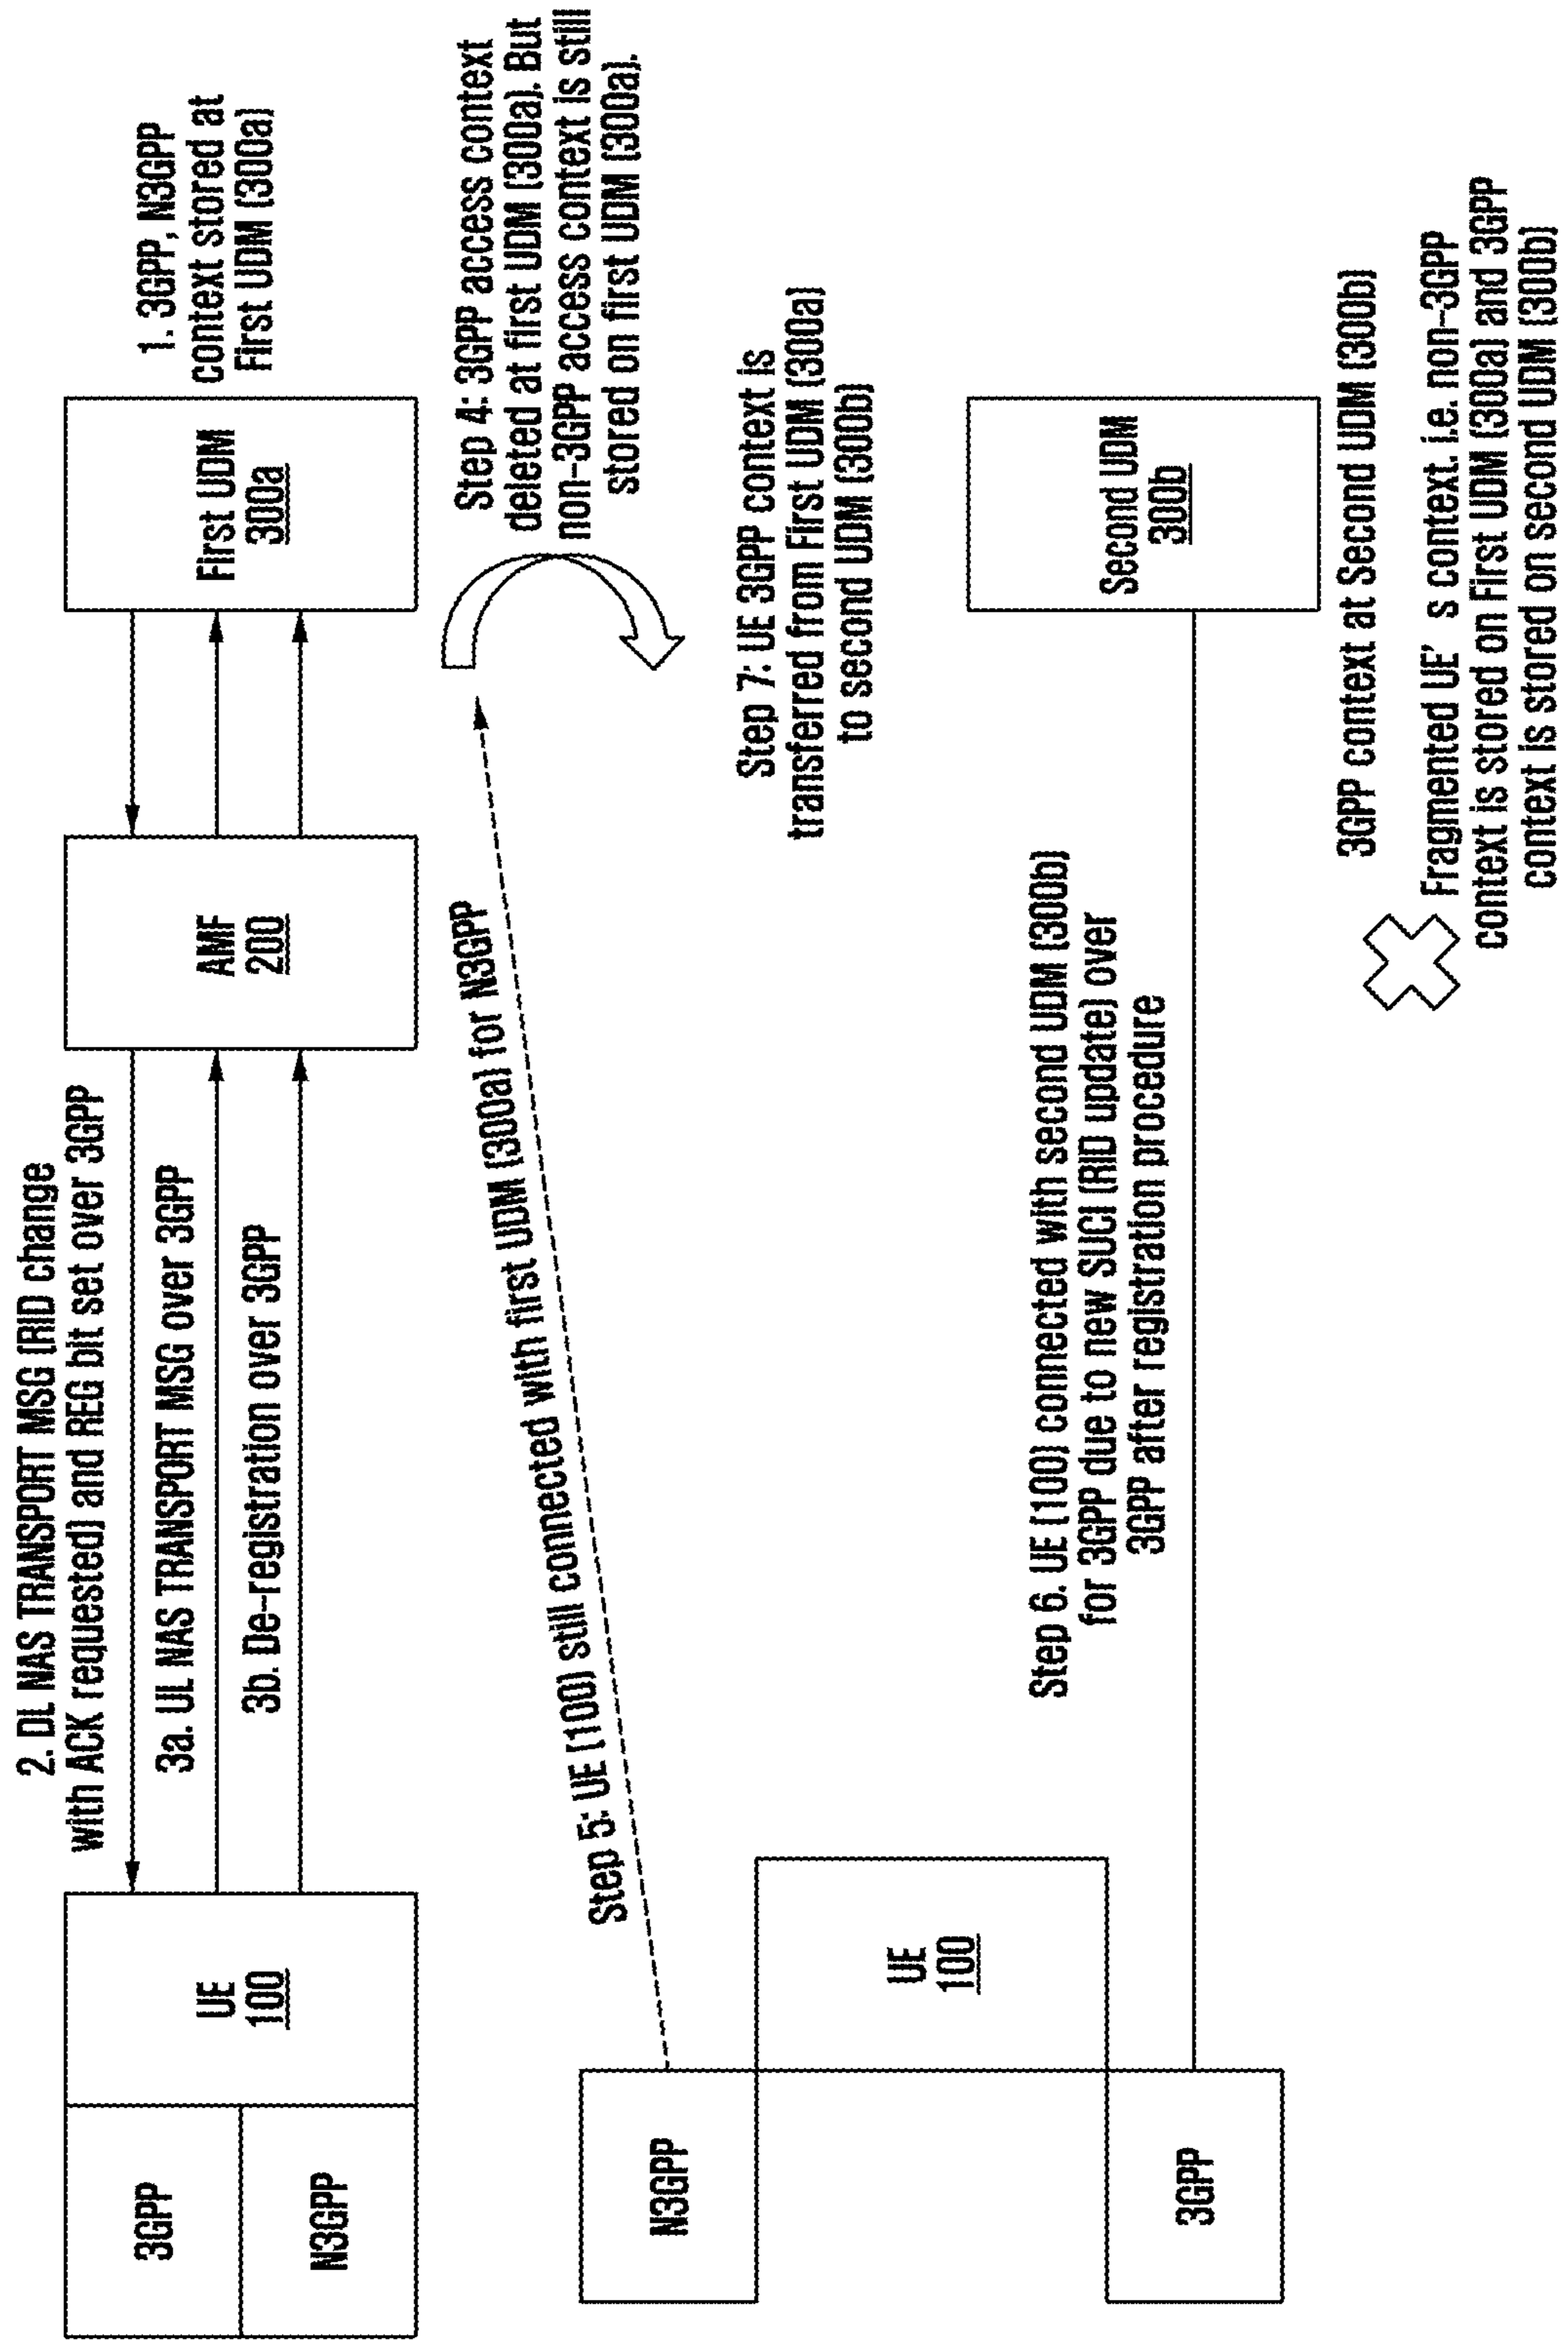 2. DL NAS TRANSPORT MSG (RID change
with ACK requested) and REG bit set over 3GPP
3a. UL NAS TRANSPORT MSG over 3GPP
3b. De-registration over 3GPP
3GPP
N3GPP
UE
100
AMF
200
First UDM
300a
1. 3GPP, N3GPP
context stored at
First UDM (300a)
Step 4: 3GPP access context
deleted at first UDM (300a). But
non-3GPP access context is still
stored on first UDM (300a).
Step 5: UE (100) still connected with first UDM (300a) for N3GPP
Step 7: UE 3GPP context is
transferred from First UDM (300a)
to second UDM (300b)
N3GPP
UE
100
3GPP
Step 6. UE (100) connected with second UDM (300b)
for 3GPP due to new SUCI (RID update) over
3GPP after registration procedure
Second UDM
300b
3GPP context at Second UDM (300b)
Fragmented UE' s context. i.e. non-3GPP
context is stored on First UDM (300a) and 3GPP
context is stored on second UDM (300b)